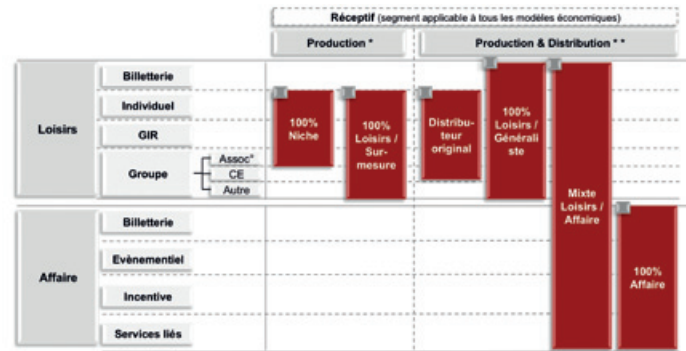 Réceptif (segment applicable à tous les modèles économiques)
Production *
Production & Distribution * *
Loisirs
Billetterie
Individuel
GIR
Groupe
Assoc°
CE
Autre
100%
Niche
100%
Loisirs /
Sur-
mesure
Distribu-
teur
original
100%
Loisirs /
Générali
ste
Mixte
Loisirs /
Affaire
Affaire
Billetterie
Evènementiel
Incentive
Services liés
100%
Affaire